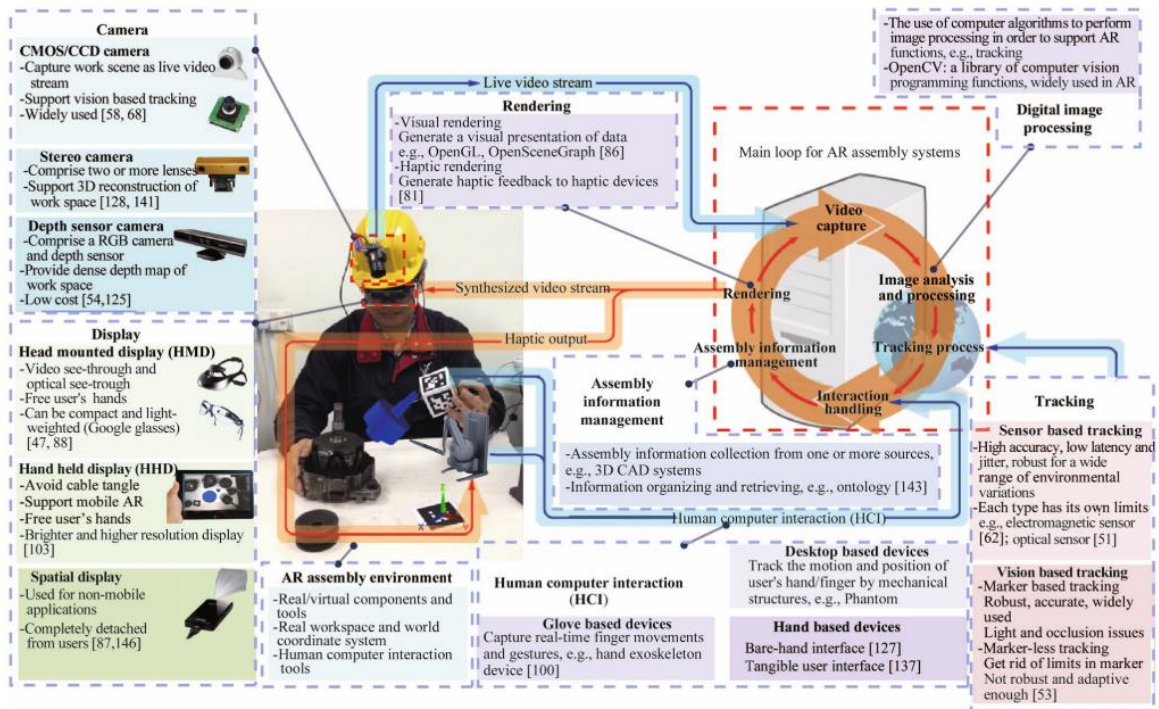 Camera
CMOS/CCD camera
-Capture work scene as live video
stream
-Support vision based tracking
-Widely used [58, 68]
Stereo camera
-Comprise two or more lenses
-Support 3D reconstruction of
work space [128, 141]
Depth sensor camera
-Comprise a RGB camera
and depth sensor
-Provide dense depth map of
work space
-Low cost [54,125]
Display
Head mounted display (HMD)
-Video see-through and
optical see-trough
-Free user's hands
-Can be compact and light-
weighted (Google glasses)
[47, 88]
Hand held display (HHD)
-Avoid cable tangle
-Support mobile AR
-Free user's hands
-Brighter and higher resolution display
[103]
Spatial display
-Used for non-mobile
applications
-Completely detached
from users [87,146]
Live video stream
Rendering
-Visual rendering
Generate a visual presentation of data
e.g., OpenGL, OpenSceneGraph [86]
-Haptic rendering
Generate haptic feedback to haptic devices
[81]
Synthesized video stream
Haptic output
-The use of computer algorithms to perform
image processing in order to support AR
functions, e.g., tracking
-OpenCV: a library of computer vision
programming functions, widely used in AR
Digital image
processing
Main loop for AR assembly systems
Video
capture
Image analysis
and processing
Tracking process
Interaction
handling
Assembly information
management
Rendering
Assembly
information
management
-Assembly information collection from one or more sources,
e.g., 3D CAD systems
-Information organizing and retrieving, e.g., ontology [143]
Human computer interaction (HCI)
Tracking
Sensor based tracking
-High accuracy, low latency and
jitter, robust for a wide
range of environmental
variations
-Each type has its own limits
e.g., electromagnetic sensor
[62]; optical sensor [51]
Vision based tracking
-Marker based tracking
Robust, accurate, widely
used
Light and occlusion issues
-Marker-less tracking
Get rid of limits in marker
Not robust and adaptive
enough [53]
AR assembly environment
-Real/virtual components and
tools
-Real workspace and world
coordinate system
-Human computer interaction
tools
Human computer interaction
(HCI)
Glove based devices
Capture real-time finger movements
and gestures, e.g., hand exoskeleton
device [100]
Desktop based devices
Track the motion and position of
user's hand/finger by mechanical
structures, e.g., Phantom
Hand based devices
Bare-hand interface [127]
Tangible user interface [137]
X
Z